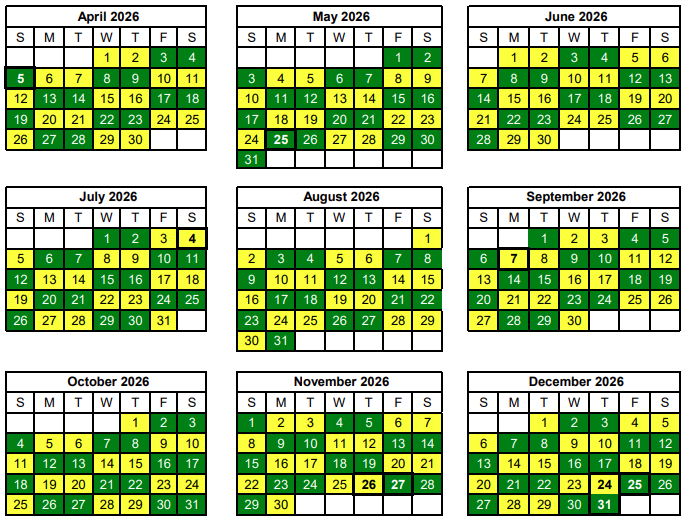 April 2026
S M T W T F S
1 2 3 4
5 6 7 8 9 10 11
12 13 14 15 16 17 18
19 20 21 22 23 24 25
26 27 28 29 30
May 2026
S M T W T F S
1 2
3 4 5 6 7 8 9
10 11 12 13 14 15 16
17 18 19 20 21 22 23
24 25 26 27 28 29 30
31
June 2026
S M T W T F S
1 2 3 4 5 6
7 8 9 10 11 12 13
14 15 16 17 18 19 20
21 22 23 24 25 26 27
28 29 30
July 2026
S M T W T F S
1 2 3 4
5 6 7 8 9 10 11
12 13 14 15 16 17 18
19 20 21 22 23 24 25
26 27 28 29 30 31
August 2026
S M T W T F S
1
2 3 4 5 6 7 8
9 10 11 12 13 14 15
16 17 18 19 20 21 22
23 24 25 26 27 28 29
30 31
September 2026
S M T W T F S
1 2 3 4 5
6 7 8 9 10 11 12
13 14 15 16 17 18 19
20 21 22 23 24 25 26
27 28 29 30
October 2026
S M T W T F S
1 2 3
4 5 6 7 8 9 10
11 12 13 14 15 16 17
18 19 20 21 22 23 24
25 26 27 28 29 30 31
November 2026
S M T W T F S
1 2 3 4 5 6 7
8 9 10 11 12 13 14
15 16 17 18 19 20 21
22 23 24 25 26 27 28
29 30
December 2026
S M T W T F S
1 2 3 4 5
6 7 8 9 10 11 12
13 14 15 16 17 18 19
20 21 22 23 24 25 26
27 28 29 30 31